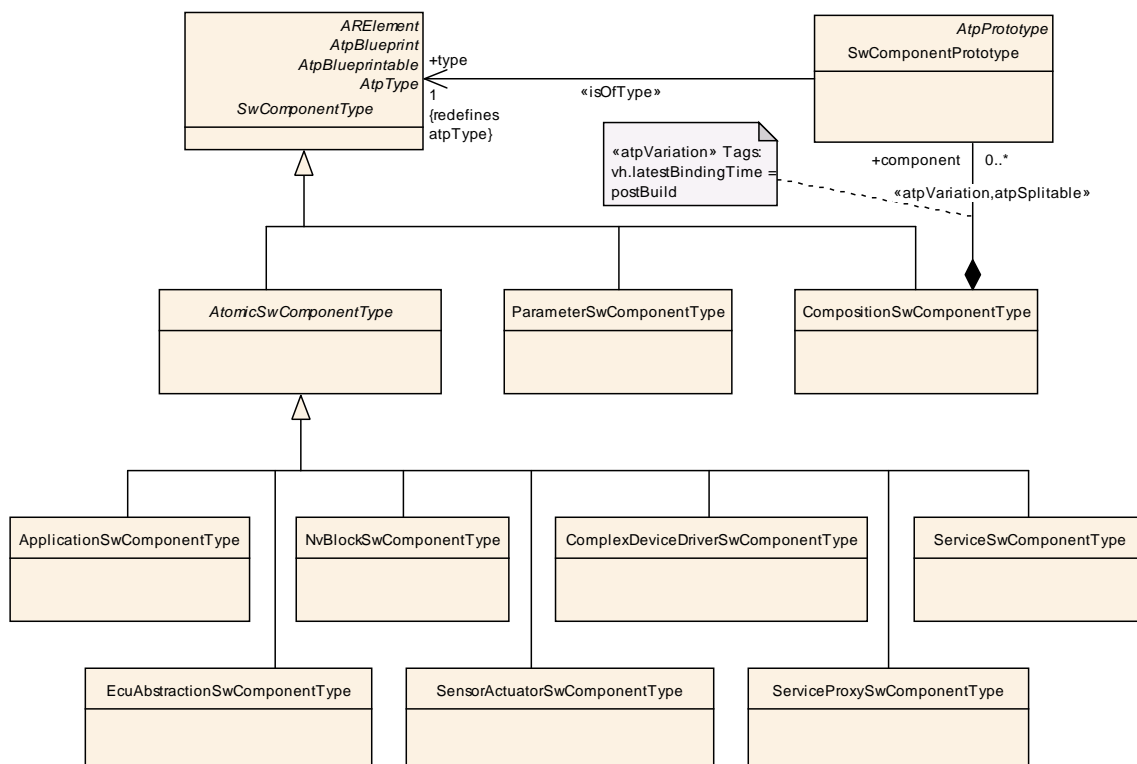 ARElement
AtpBlueprint
AtpBlueprintable
AtpType
SwComponentType
+type
1
{redefines
atpType}
«isOfType»
AtpPrototype
SwComponentPrototype
«atpVariation» Tags:
vh.latestBindingTime =
postBuild
+component 0..*
«atpVariation,atpSplitable»
AtomicSwComponentType
ParameterSwComponentType
CompositionSwComponentType
ApplicationSwComponentType
NvBlockSwComponentType
ComplexDeviceDriverSwComponentType
ServiceSwComponentType
EcuAbstractionSwComponentType
SensorActuatorSwComponentType
ServiceProxySwComponentType